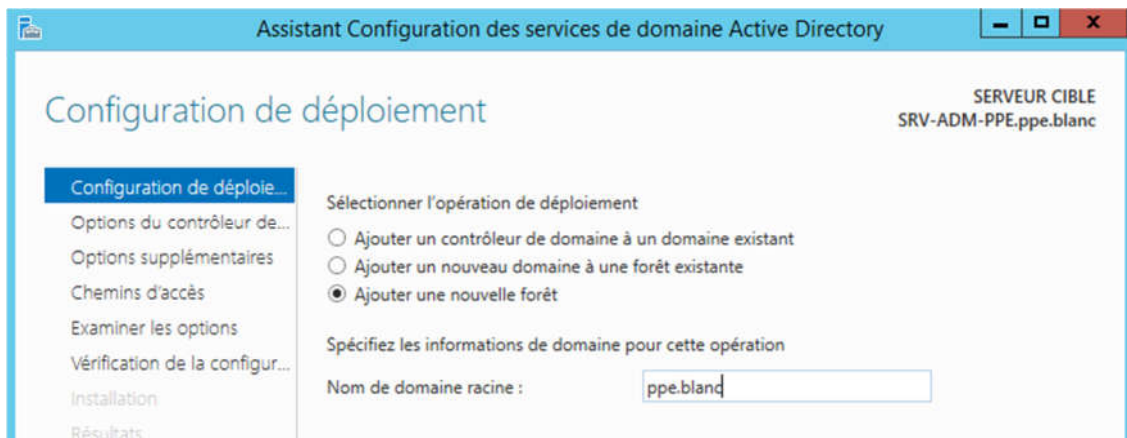 Assistant Configuration des services de domaine Active Directory
Configuration de déploiement
SERVEUR CIBLE
SRV-ADM-PPE.ppe.blanc
Configuration de déploie...
Options du contrôleur de...
Options supplémentaires
Chemins d'accès
Examiner les options
Vérification de la configur...
Installation
Résultats
Sélectionner l'opération de déploiement
Ajouter un contrôleur de domaine à un domaine existant
Ajouter un nouveau domaine à une forêt existante
Ajouter une nouvelle forêt
Spécifiez les informations de domaine pour cette opération
Nom de domaine racine :
ppe.blanc